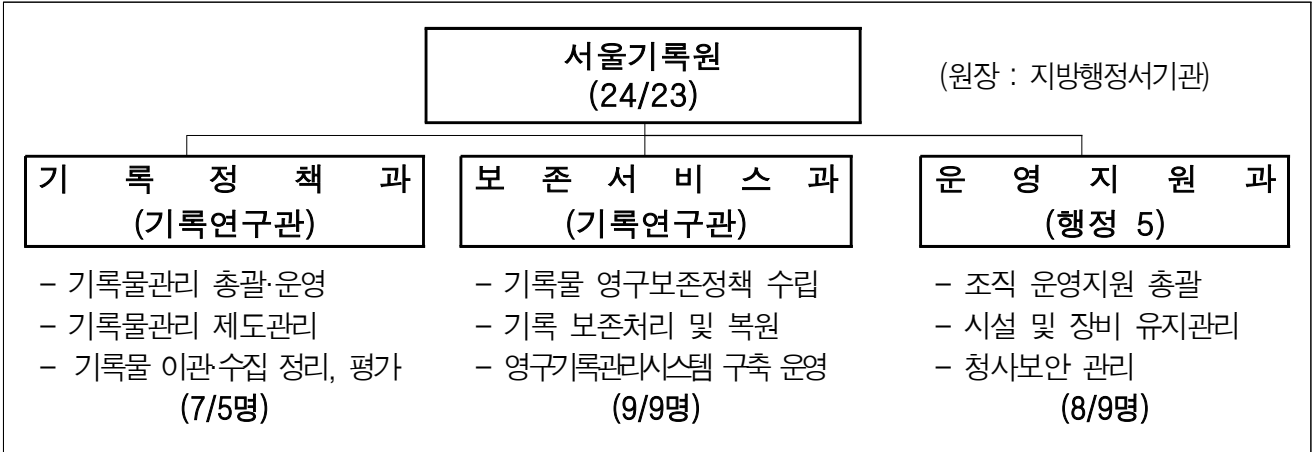 서울기록원
(24/23)
(원장 : 지방행정서기관)
기 록 정 책 과
(기록연구관)
- 기록물관리 총괄·운영
- 기록물관리 제도관리
- 기록물 이관·수집 정리, 평가
(7/5명)
보 존 서 비 스 과
(기록연구관)
- 기록물 영구보존정책 수립
- 기록 보존처리 및 복원
- 영구기록관리시스템 구축 운영
(9/9명)
운 영 지 원 과
(행정 5)
- 조직 운영지원 총괄
- 시설 및 장비 유지관리
- 청사보안 관리
(8/9명)